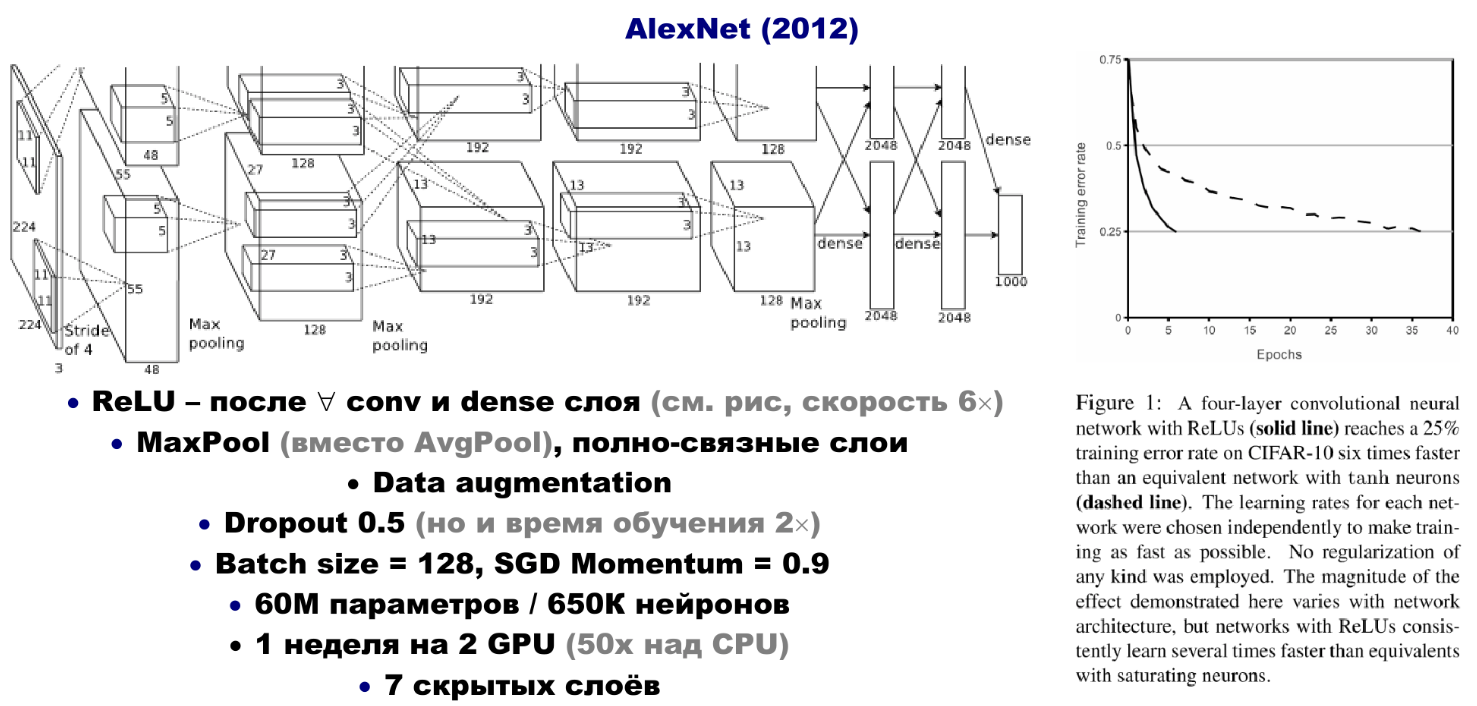 AlexNet (2012)
11
11
224
11
11
224
3
Stride
of 4
5
5
48
55
5
5
55
48
Max
pooling
3
3
3
128
27
3
3
27
3
3
128
Max
pooling
3
3
192
13
3
13
3
192
3
3
192
13
3
13
3
192
128
13
13
128
Max
pooling
2048
2048
dense
dense
dense
2048
2048
1000
0.75
0.5
0.25
0
0
5
10
15
20
25
30
35
40
Training error rate
Epochs
• ReLU – после ∀ conv и dense слоя (см. рис, скорость 6×)
• MaxPool (вместо AvgPool), полно-связные слои
• Data augmentation
• Dropout 0.5 (но и время обучения 2×)
• Batch size = 128, SGD Momentum = 0.9
• 60M параметров / 650К нейронов
• 1 неделя на 2 GPU (50x над CPU)
• 7 скрытых слоёв
Figure 1: A four-layer convolutional neural
network with ReLUs (solid line) reaches a 25%
training error rate on CIFAR-10 six times faster
than an equivalent network with tanh neurons
(dashed line). The learning rates for each net-
work were chosen independently to make train-
ing as fast as possible. No regularization of
any kind was employed. The magnitude of the
effect demonstrated here varies with network
architecture, but networks with ReLUs consis-
tently learn several times faster than equivalents
with saturating neurons.